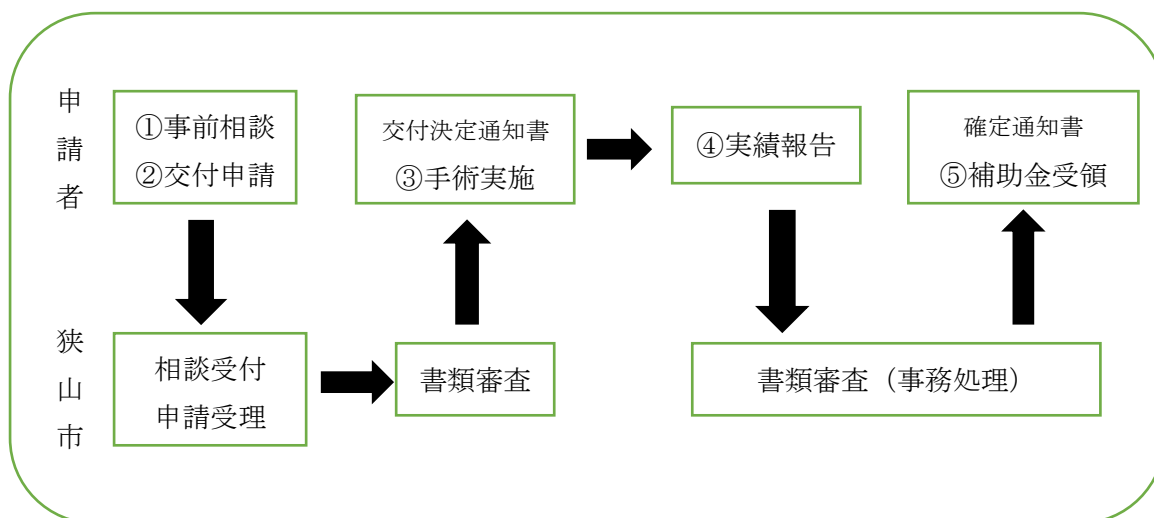 申請者
①事前相談
②交付申請
交付決定通知書
③手術実施
④実績報告
確定通知書
⑤補助金受領
狭山市
相談受付
申請受理
書類審査
書類審査（事務処理）